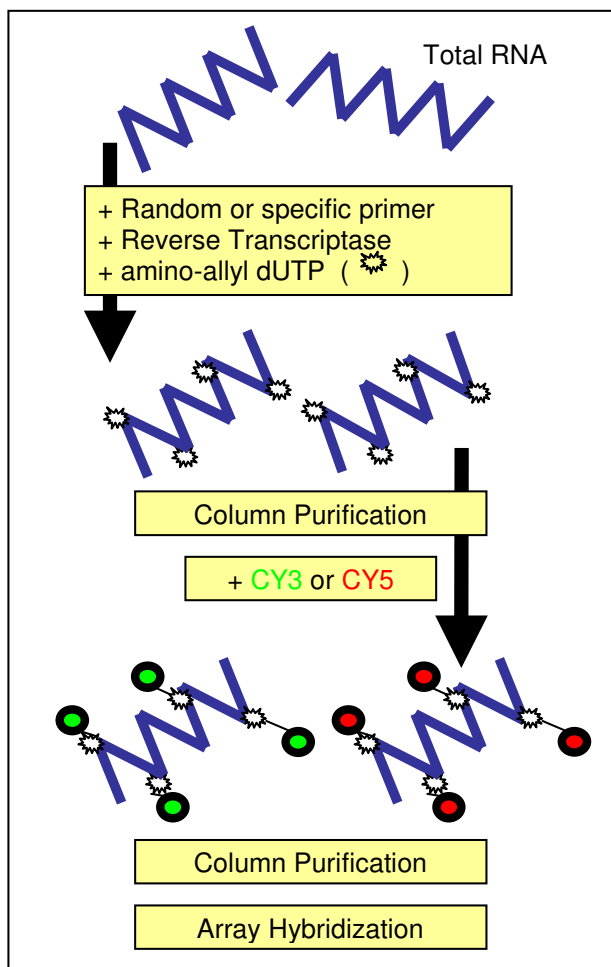 Total RNA
+ Random or specific primer
+ Reverse Transcriptase
+ amino-allyl dUTP ( )
Column Purification
+ CY3 or CY5
Column Purification
Array Hybridization